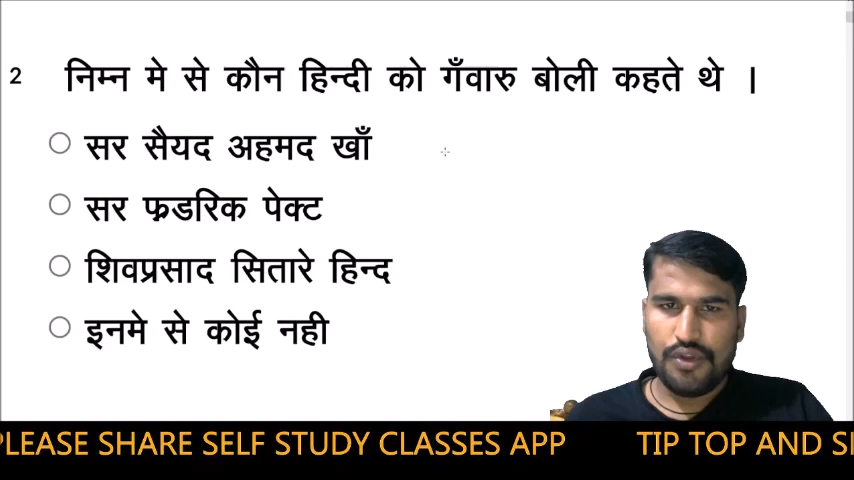 2 निम्न मे से कौन हिन्दी को गँवारु बोली कहते थे ।
सर सैयद अहमद खाँ
सर फ्रडरिक पेक्ट
शिवप्रसाद सितारे हिन्द
इनमे से कोई नही
PLEASE SHARE SELF STUDY CLASSES APP TIP TOP AND SI